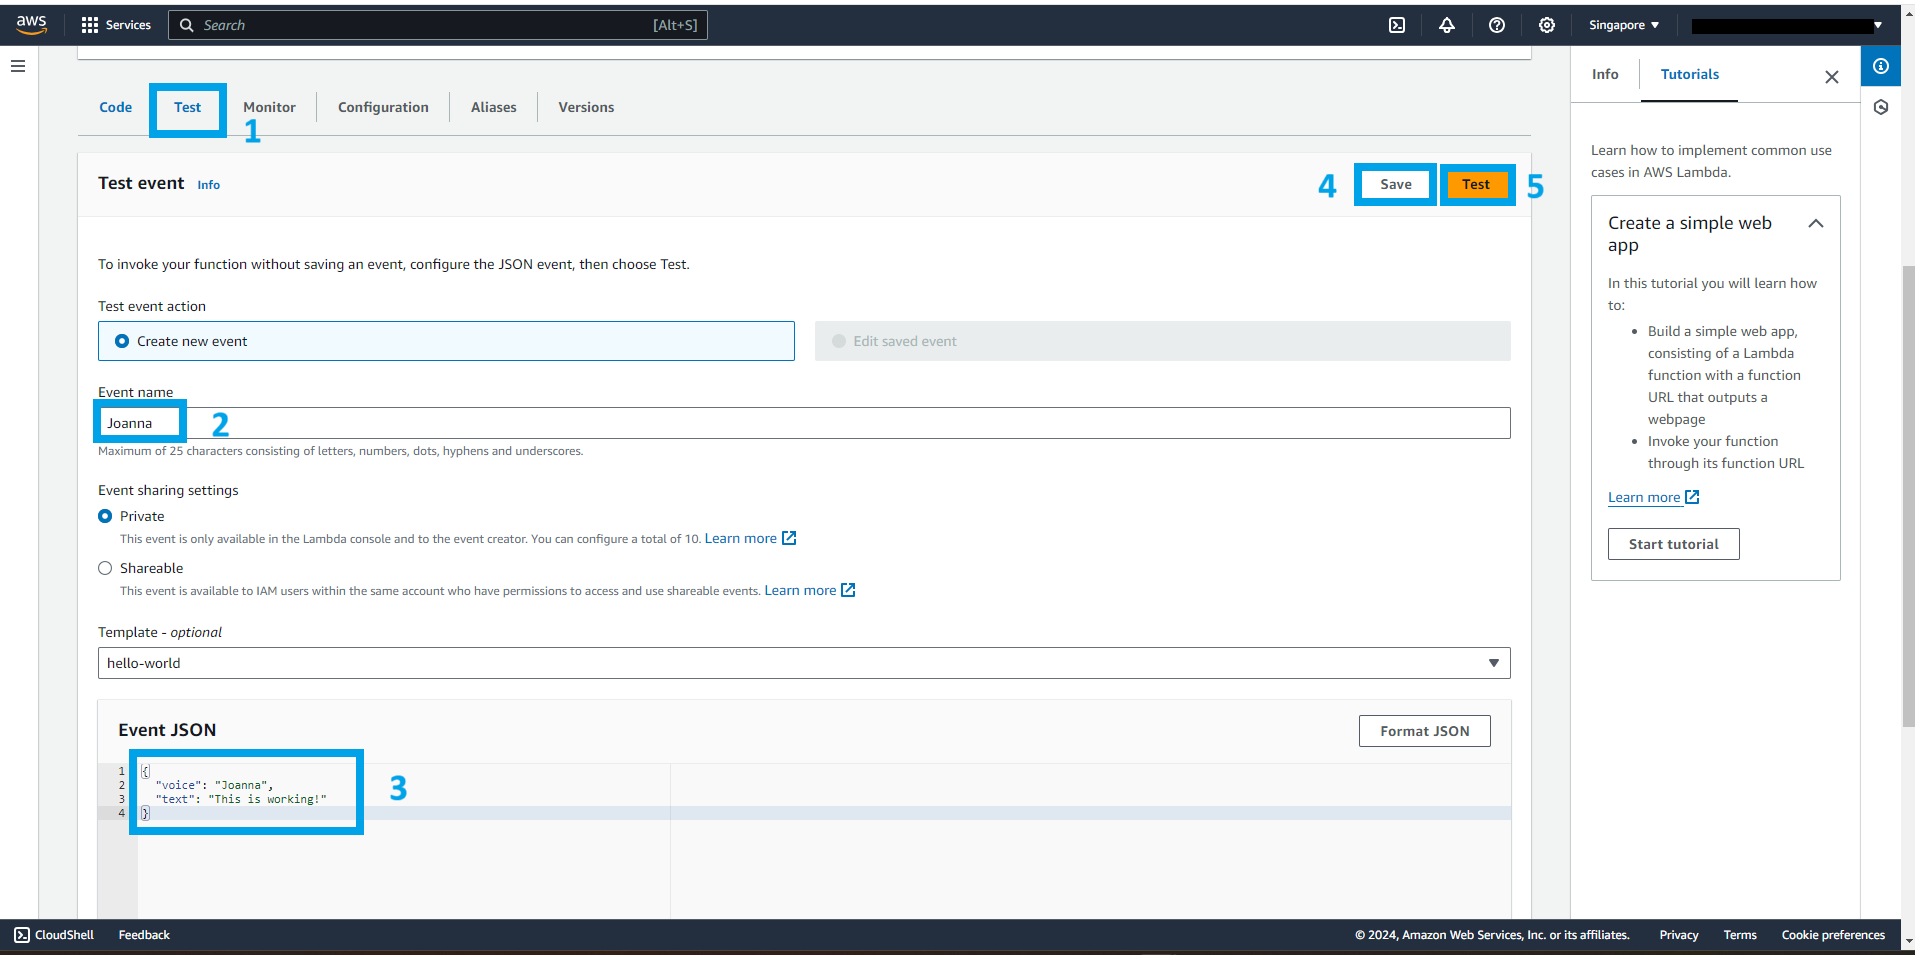 aws
Services
Search
[Alt+S]
Singapore
Code
Test
Monitor
Configuration
Aliases
Versions
1
Test event Info
4
Save
Test
5
To invoke your function without saving an event, configure the JSON event, then choose Test.
Test event action
Create new event
Edit saved event
Event name
Joanna
2
Maximum of 25 characters consisting of letters, numbers, dots, hyphens and underscores.
Event sharing settings
Private
This event is only available in the Lambda console and to the event creator. You can configure a total of 10. Learn more
Shareable
This event is available to IAM users within the same account who have permissions to access and use shareable events. Learn more
Template - optional
hello-world
Event JSON
Format JSON
1 {
2 "voice": "Joanna",
3 "text": "This is working!"
4 }
3
Info
Tutorials
Learn how to implement common use
cases in AWS Lambda.
Create a simple web
app
In this tutorial you will learn how
to:
• Build a simple web app,
consisting of a Lambda
function with a function
URL that outputs a
webpage
• Invoke your function
through its function URL
Learn more
Start tutorial
CloudShell
Feedback
© 2024, Amazon Web Services, Inc. or its affiliates.
Privacy
Terms
Cookie preferences